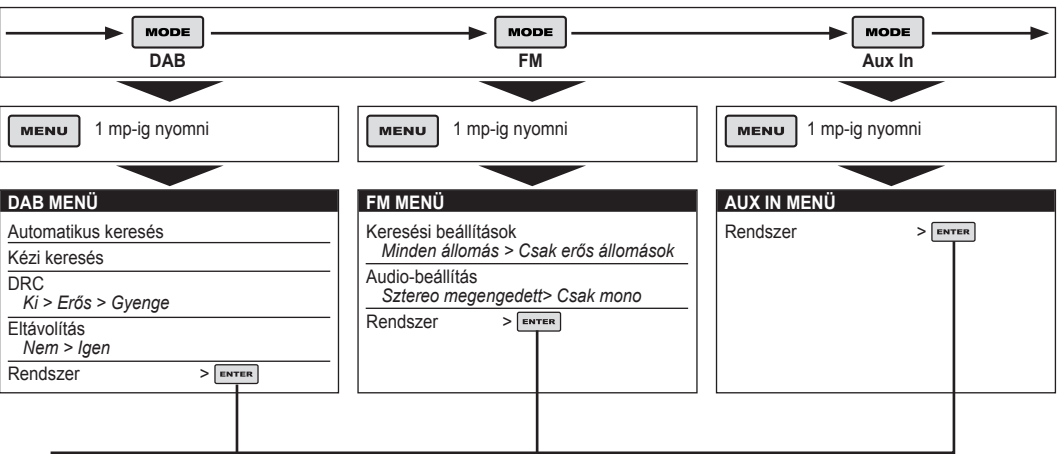 MODE MODE MODE
DAB FM Aux In
MENU 1 mp-ig nyomni
MENU 1 mp-ig nyomni
MENU 1 mp-ig nyomni
DAB MENÜ
Automatikus keresés
Kézi keresés
DRC
Ki > Erős > Gyenge
Eltávolítás
Nem > Igen
Rendszer > ENTER
FM MENÜ
Keresési beállítások
Minden állomás > Csak erős állomások
Audio-beállítás
Sztereo megengedett> Csak mono
Rendszer > ENTER
AUX IN MENÜ
Rendszer > ENTER